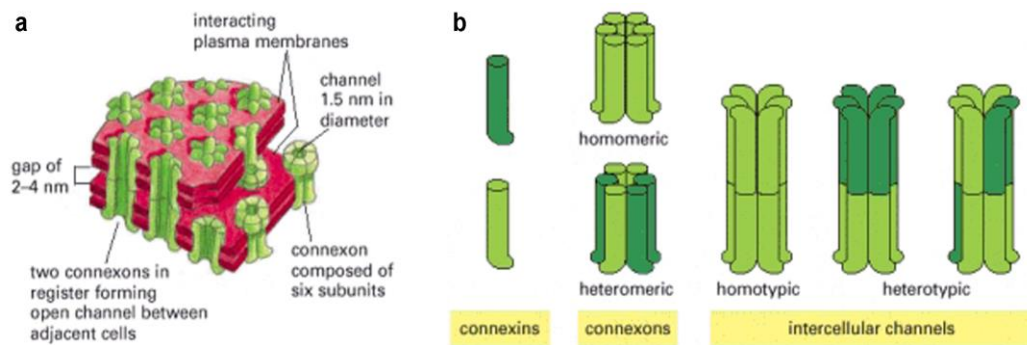 a
interacting
plasma membranes
channel
1.5 nm in
diameter
gap of
2–4 nm
two connexons in
register forming
open channel between
adjacent cells
connexon
composed of
six subunits
b
homomeric
heteromeric
homotypic
heterotypic
connexins
connexons
intercellular channels